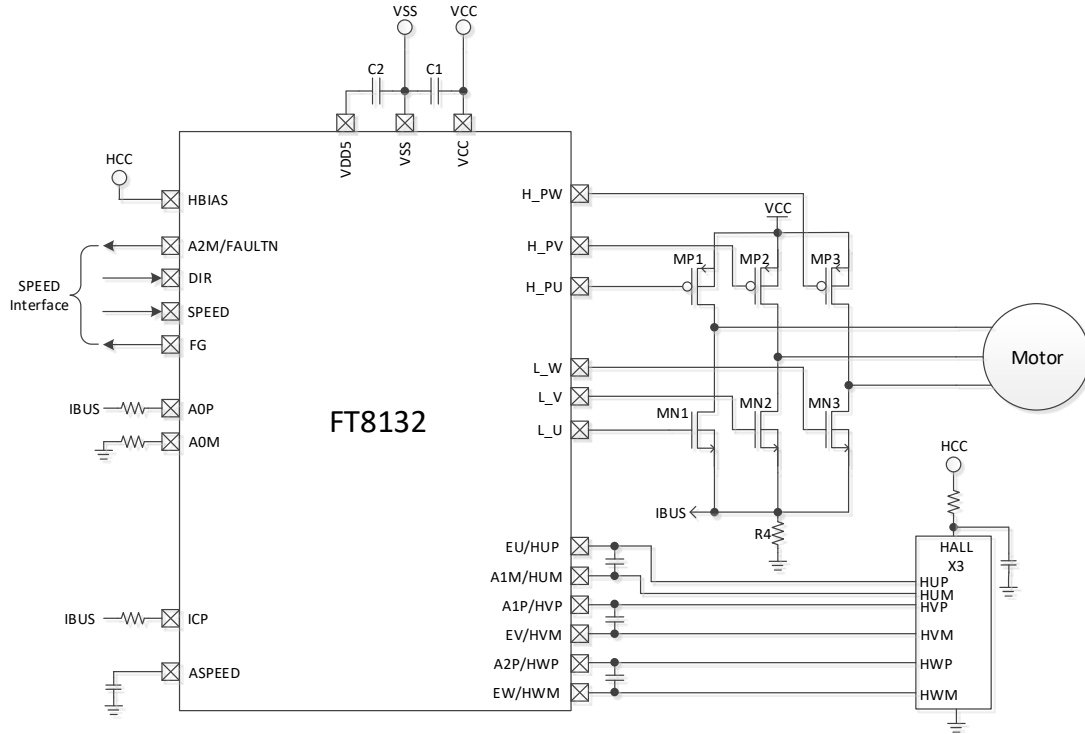 VSS
VCC
C2
C1
VDD5
VSS
VCC
HCC
HBIAS
A2M/FAULTN
DIR
SPEED
FG
SPEED
Interface
IBUS
A0P
A0M
FT8132
IBUS
ICP
ASPEED
H_PW
H_PV
H_PU
L_W
L_V
L_U
VCC
MP1
MP2
MP3
MN1
MN2
MN3
Motor
IBUS
R4
HCC
EU/HUP
A1M/HUM
A1P/HVP
EV/HVM
A2P/HWP
EW/HWM
HALL
X3
HUP
HUM
HVP
HVM
HWP
HWM